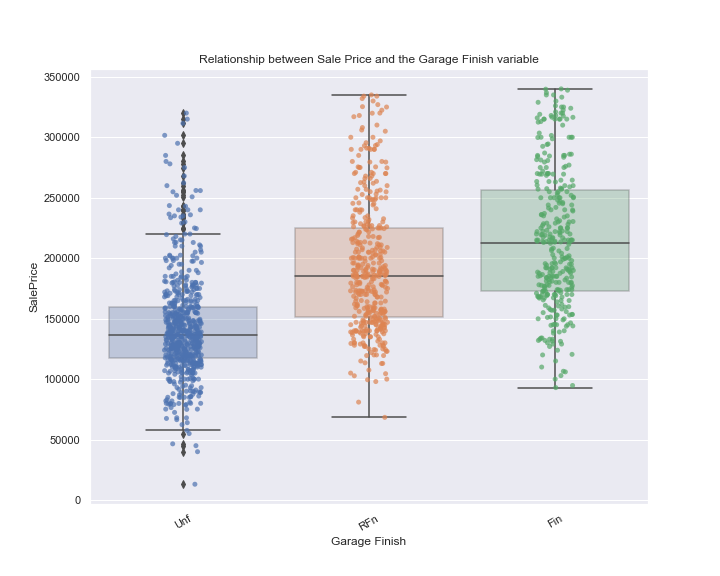 Relationship between Sale Price and the Garage Finish variable
350000
300000
250000
200000
150000
100000
50000
0
SalePrice
Unf
RFn
Fin
Garage Finish